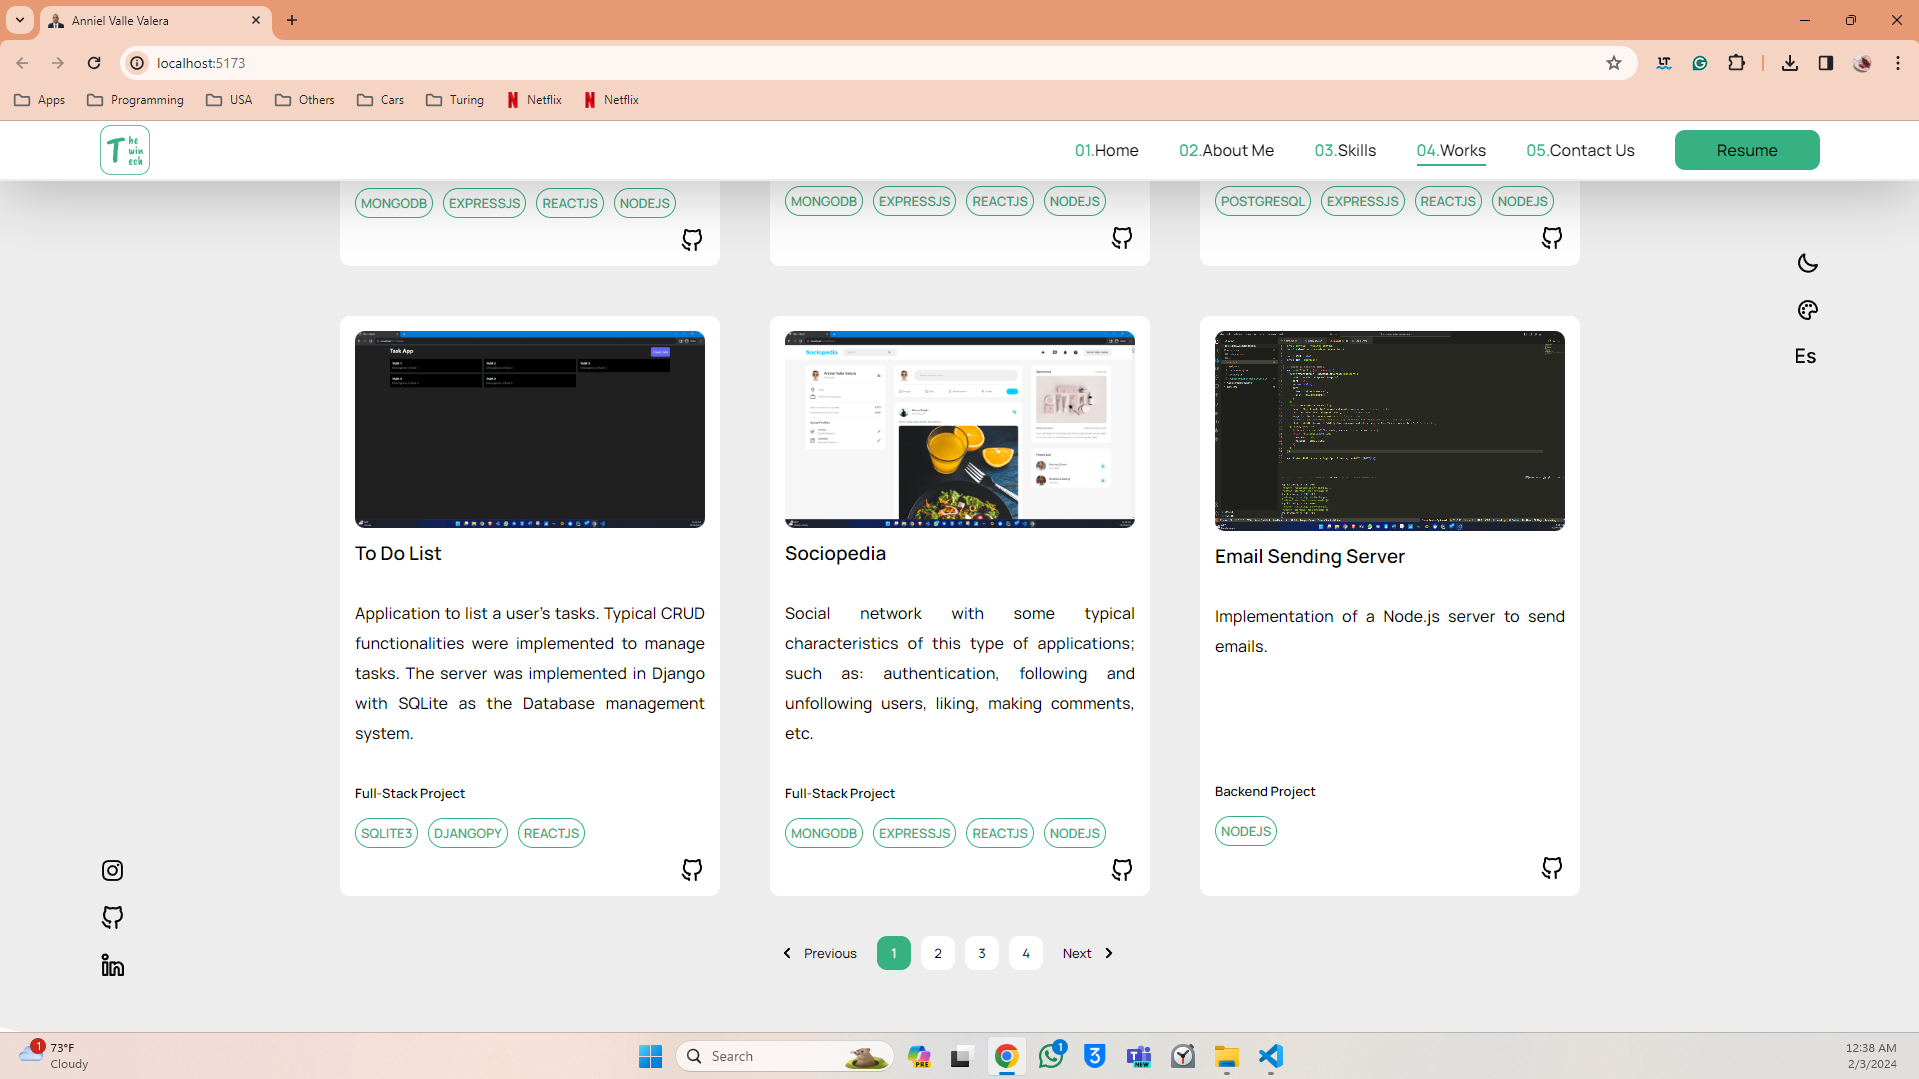 Anniel Valle Valera
localhost:5173
Apps Programming USA Others Cars Turing Netflix Netflix
The
win
ech
01.Home 02.About Me 03.Skills 04.Works 05.Contact Us Resume
MONGODB EXPRESSJS REACTJS NODEJS
MONGODB EXPRESSJS REACTJS NODEJS
POSTGRESQL EXPRESSJS REACTJS NODEJS
Es
Task App
Sociopedia
To Do List
Application to list a user's tasks. Typical CRUD
functionalities were implemented to manage
tasks. The server was implemented in Django
with SQLite as the Database management
system.
Full-Stack Project
SQLITE3 DJANGOPY REACTJS
Sociopedia
Social network with some typical
characteristics of this type of applications;
such as: authentication, following and
unfollowing users, liking, making comments,
etc.
Full-Stack Project
MONGODB EXPRESSJS REACTJS NODEJS
Email Sending Server
Implementation of a Node.js server to send
emails.
Backend Project
NODEJS
Previous 1 2 3 4 Next
1
73°F
Cloudy
Search
PRE
1
NEW
12:38 AM
2/3/2024